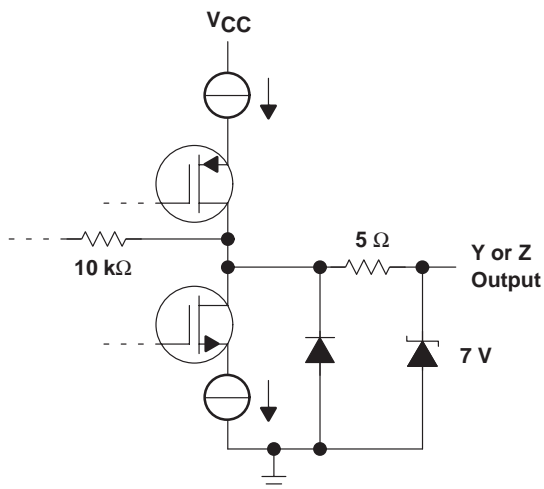 VCC
5 Ω
Y or Z
Output
10 kΩ
7 V